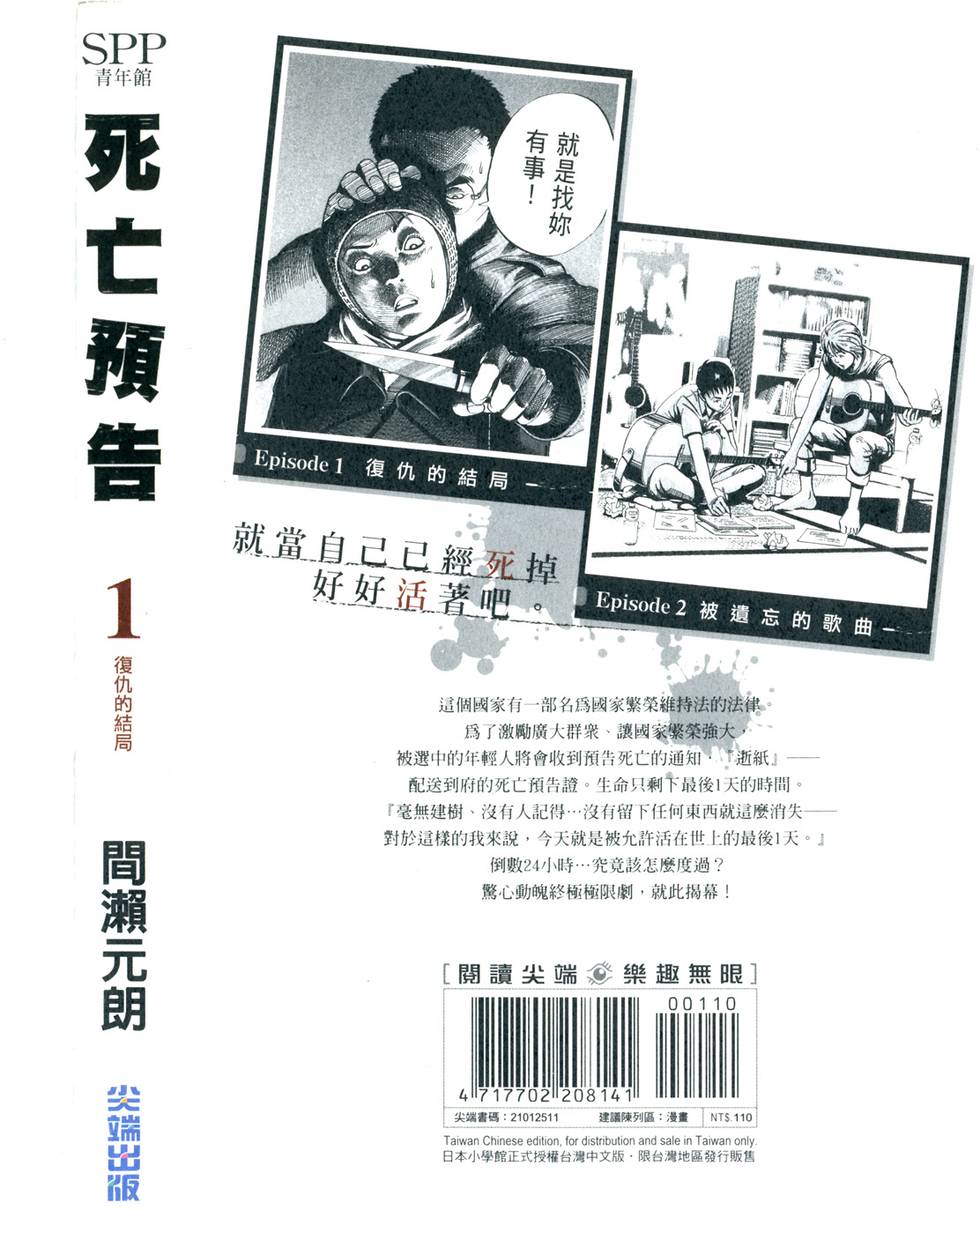 SPP
青年館
死亡預告
1
復仇的結局
間瀨元朗
尖端出版
就是找妳
有事！
Episode 1 復仇的結局 —
Episode 2 被遺忘的歌曲 —
就當自己已經死掉
好好活著吧。
這個國家有一部名為國家繁榮維持法的法律。
為了激勵廣大群衆、讓國家繁榮強大，
被選中的年輕人將會收到預告死亡的通知，『逝紙』——
配送到府的死亡預告證。生命只剩下最後1天的時間。
『毫無建樹、沒有人記得…沒有留下任何東西就這麼消失——
對於這樣的我來說，今天就是被允許活在世上的最後1天。』
倒數24小時…究竟該怎麼度過？
驚心動魄終極極限劇，就此揭幕！
[閱讀尖端 樂趣無限]
00110
4 717702 208141
尖端書碼：21012511 建議陳列區：漫畫 NT$.110
Taiwan Chinese edition, for distribution and sale in Taiwan only.
日本小學館正式授權台灣中文版．限台灣地區發行販售